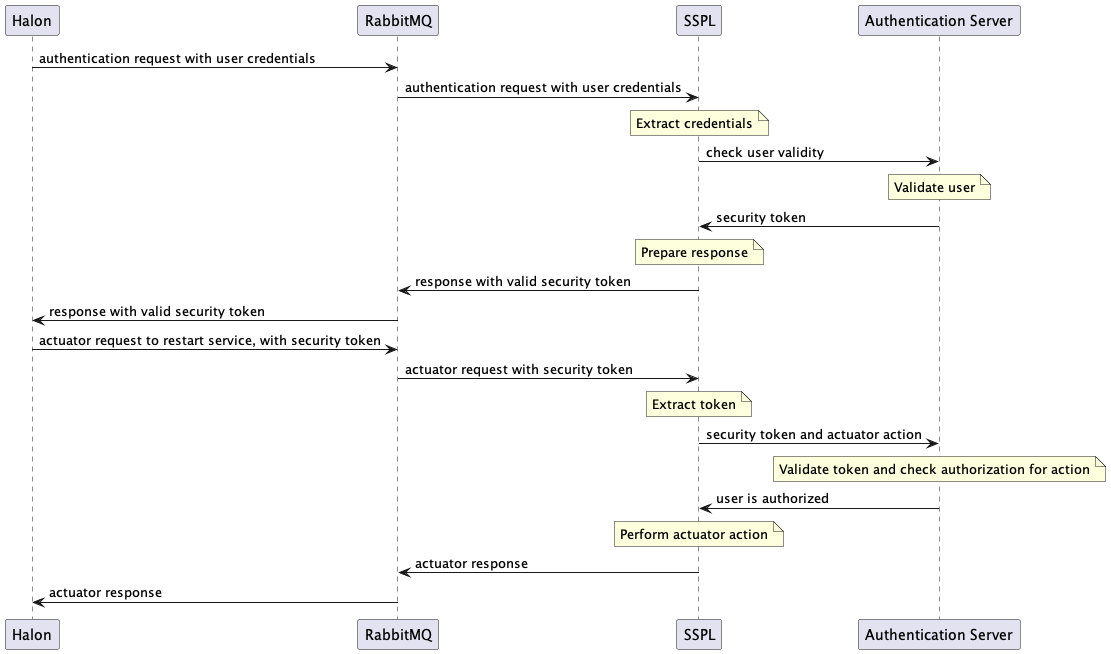 Halon
RabbitMQ
SSPL
Authentication Server
authentication request with user credentials
authentication request with user credentials
Extract credentials
check user validity
Validate user
security token
Prepare response
response with valid security token
response with valid security token
actuator request to restart service, with security token
actuator request with security token
Extract token
security token and actuator action
Validate token and check authorization for action
user is authorized
Perform actuator action
actuator response
actuator response
Halon
RabbitMQ
SSPL
Authentication Server